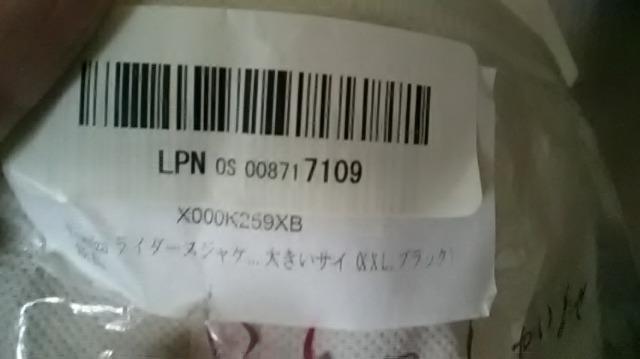 LPN OS 008717109
X000K259XB
ライダースジャケ... 大きいサイ (XXL, ブラック)